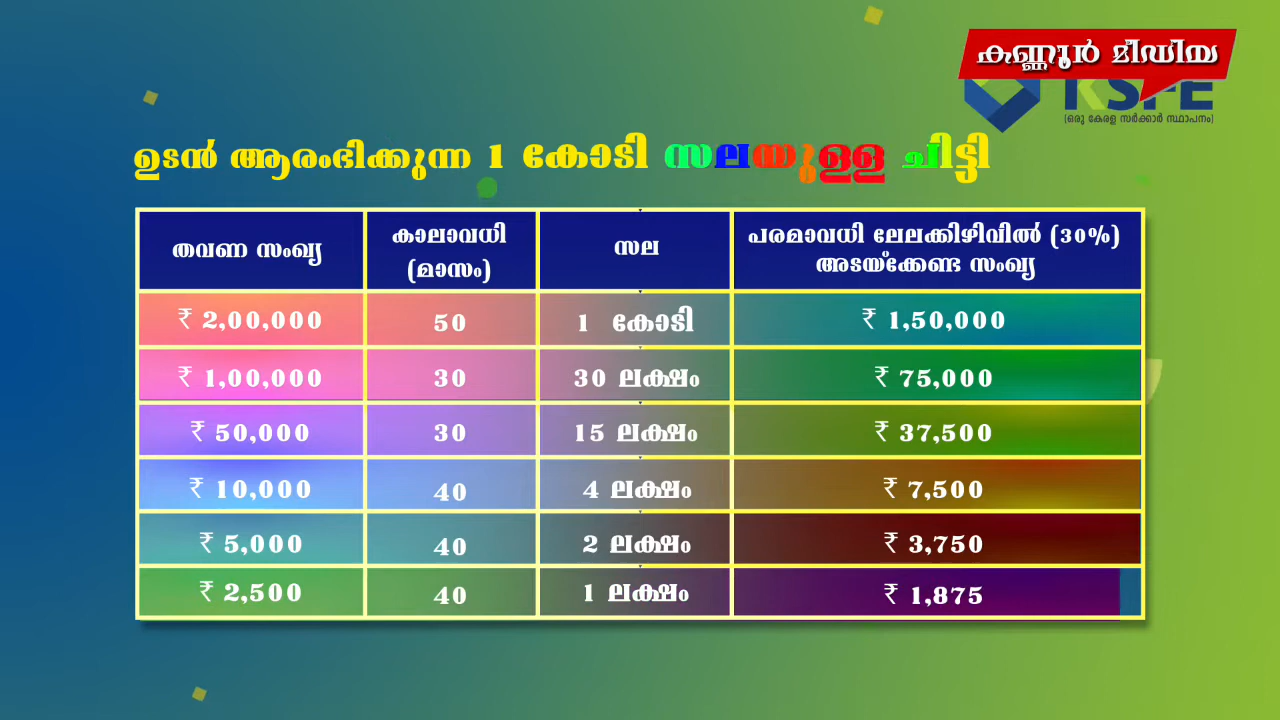 കണ്ണൂർ മീഡിയ
KSFE
(ഒരു കേരള സർക്കാർ സ്ഥാപനം)
ഉടൻ ആരംഭിക്കുന്ന 1 കോടി സലയുള്ള ചിട്ടി
തവണ സംഖ്യ കാലാവധി (മാസം) സല പരമാവധി ലേലക്കിഴിവിൽ (30%) അടയ്ക്കേണ്ട സംഖ്യ
₹ 2,00,000 50 1 കോടി ₹ 1,50,000
₹ 1,00,000 30 30 ലക്ഷം ₹ 75,000
₹ 50,000 30 15 ലക്ഷം ₹ 37,500
₹ 10,000 40 4 ലക്ഷം ₹ 7,500
₹ 5,000 40 2 ലക്ഷം ₹ 3,750
₹ 2,500 40 1 ലക്ഷം ₹ 1,875